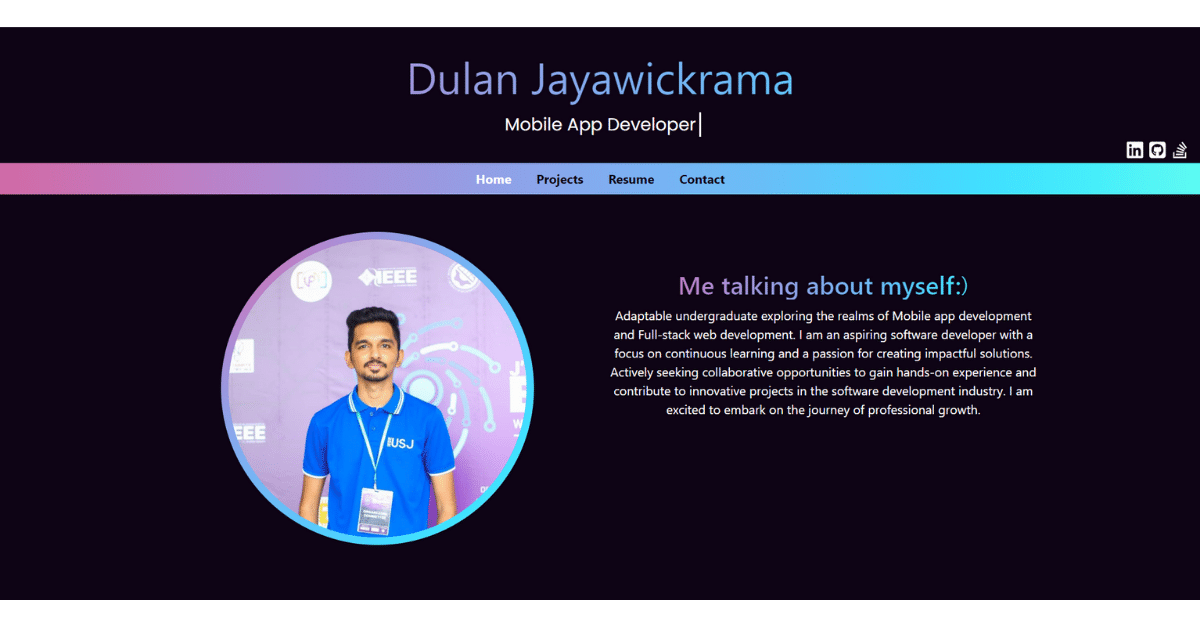 Dulan Jayawickrama
Mobile App Developer
in
Home Projects Resume Contact
IEEE
EEE
USJ
Me talking about myself:)
Adaptable undergraduate exploring the realms of Mobile app development
and Full-stack web development. I am an aspiring software developer with a
focus on continuous learning and a passion for creating impactful solutions.
Actively seeking collaborative opportunities to gain hands-on experience and
contribute to innovative projects in the software development industry. I am
excited to embark on the journey of professional growth.